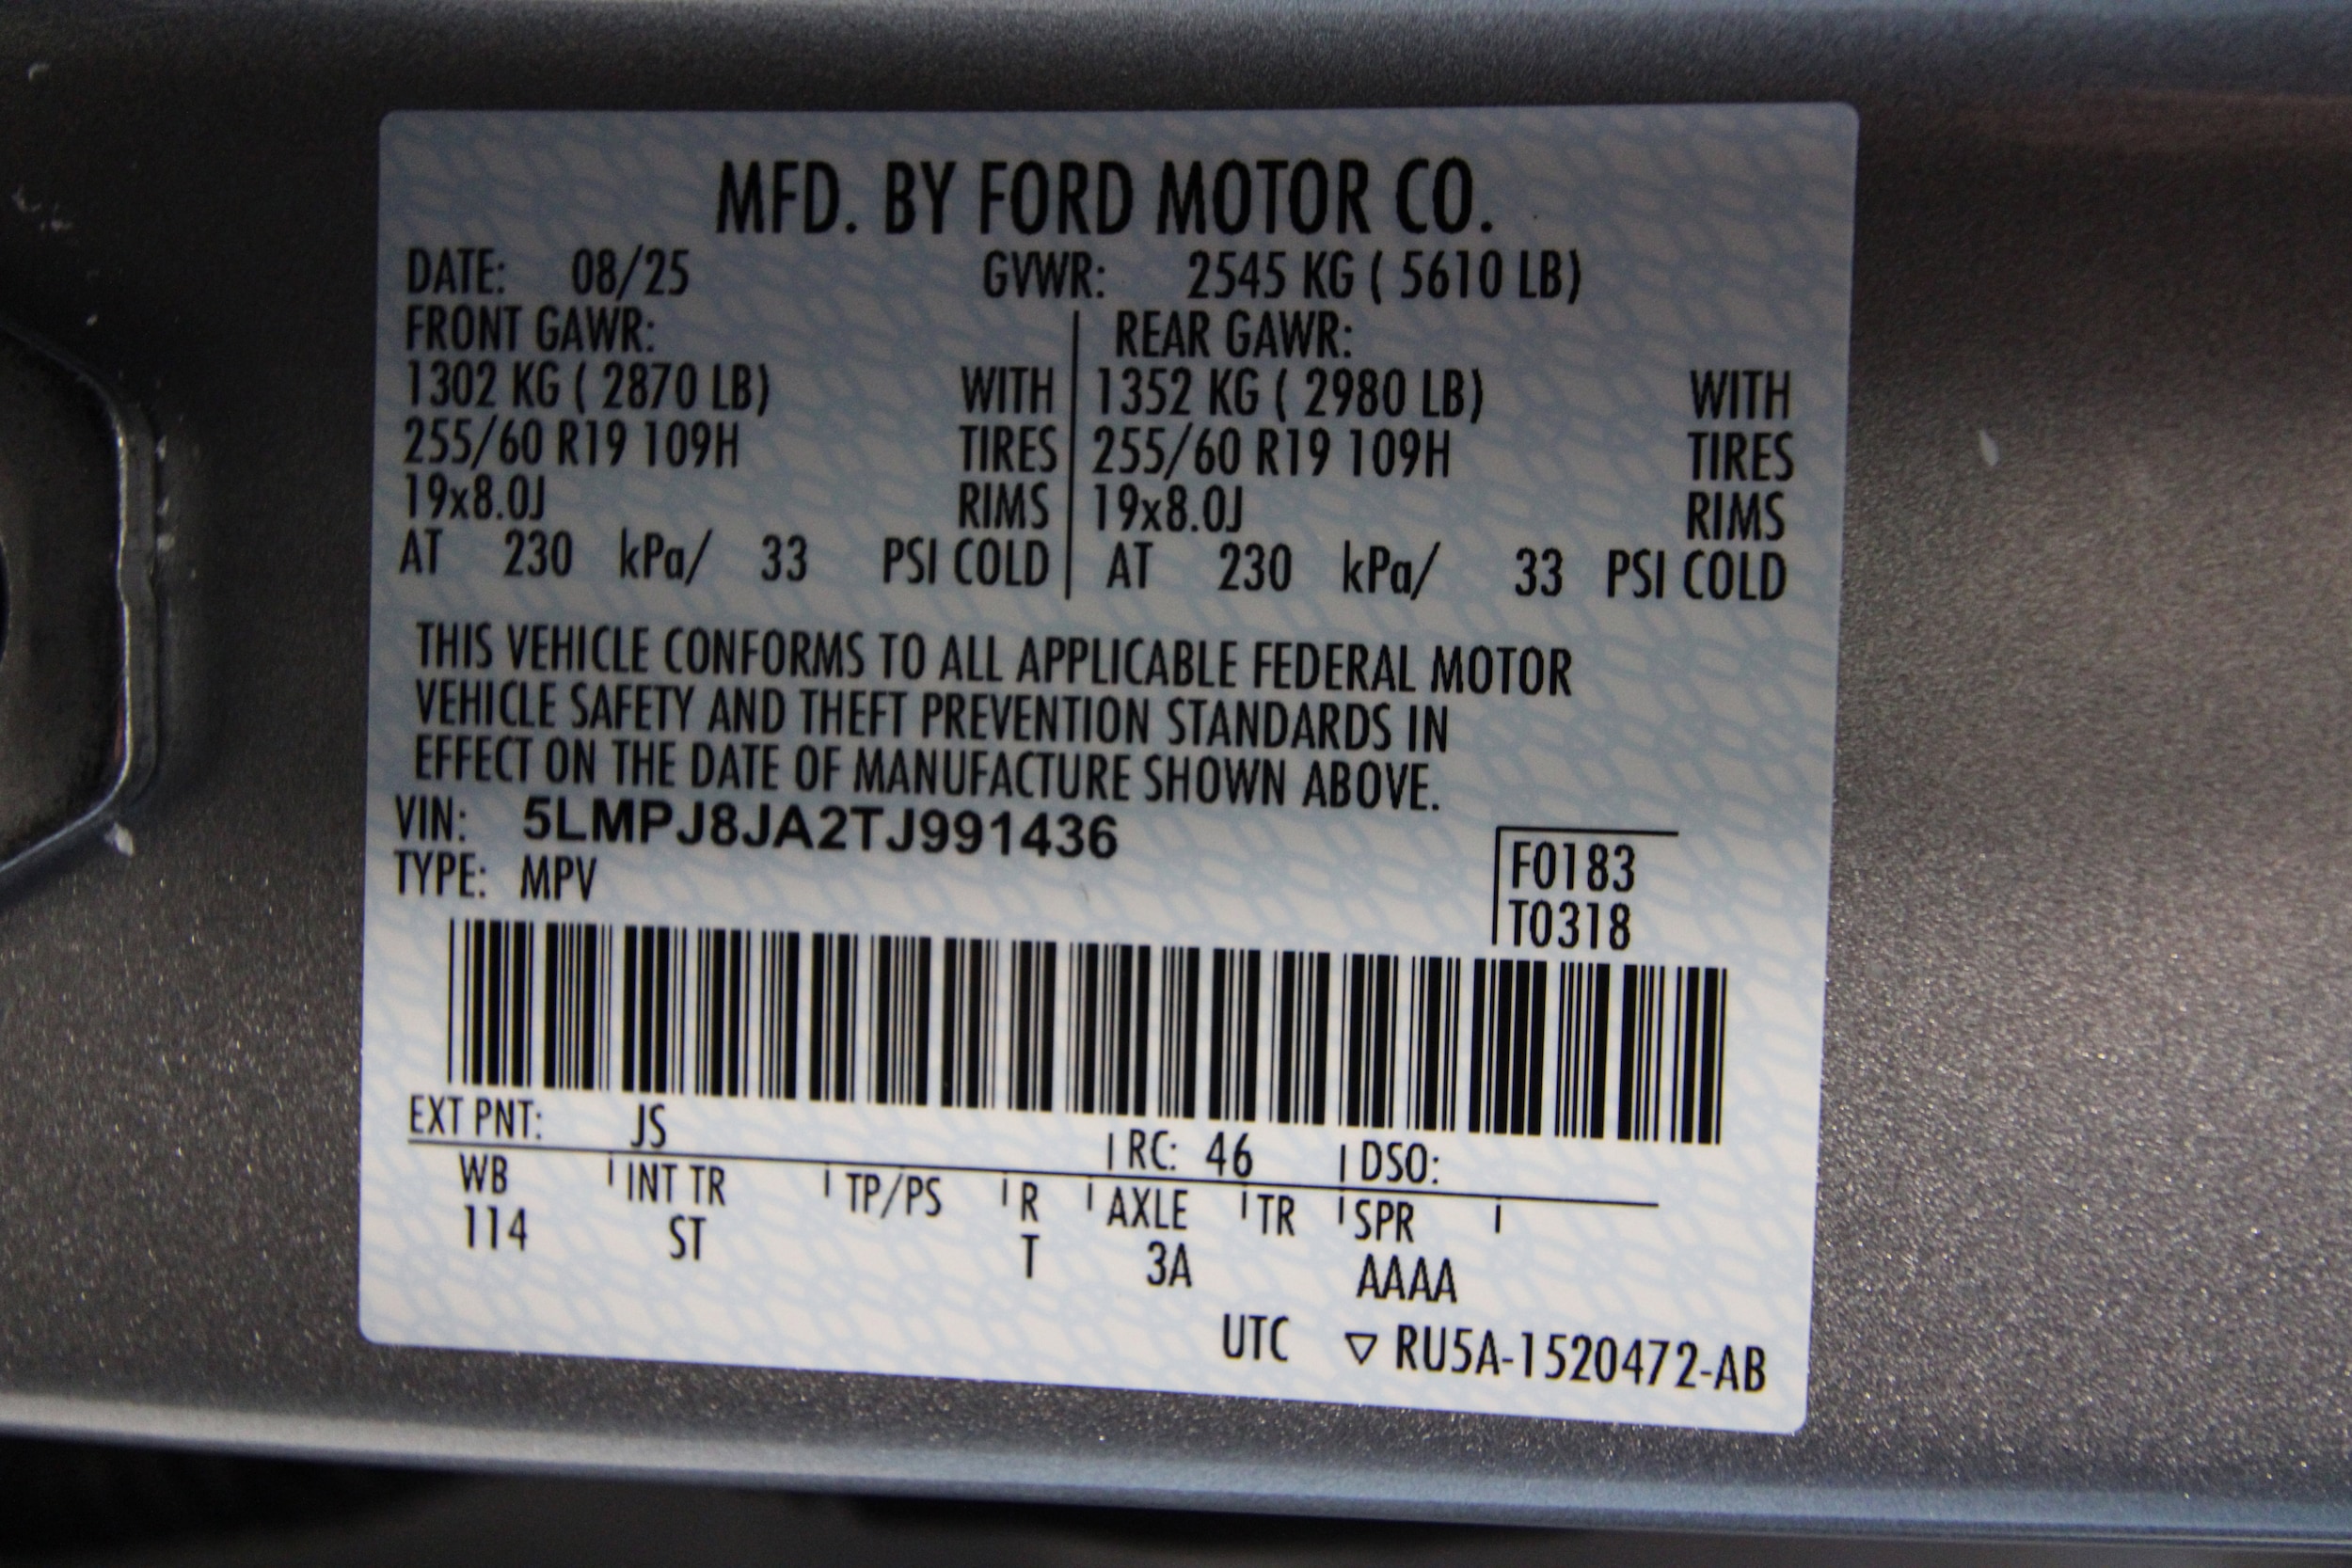 MFD. BY FORD MOTOR CO.
DATE: 08/25 GVWR: 2545 KG ( 5610 LB)
FRONT GAWR: REAR GAWR:
1302 KG ( 2870 LB) WITH 1352 KG ( 2980 LB) WITH
255/60 R19 109H TIRES 255/60 R19 109H TIRES
19x8.0J RIMS 19x8.0J RIMS
AT 230 kPa/ 33 PSI COLD AT 230 kPa/ 33 PSI COLD
THIS VEHICLE CONFORMS TO ALL APPLICABLE FEDERAL MOTOR
VEHICLE SAFETY AND THEFT PREVENTION STANDARDS IN
EFFECT ON THE DATE OF MANUFACTURE SHOWN ABOVE.
VIN: 5LMPJ8JA2TJ991436
TYPE: MPV
F0183
T0318
EXT PNT: JS RC: 46 DSO:
WB INT TR TP/PS R AXLE TR SPR
114 ST T 3A AAAA
UTC ▽ RU5A-1520472-AB